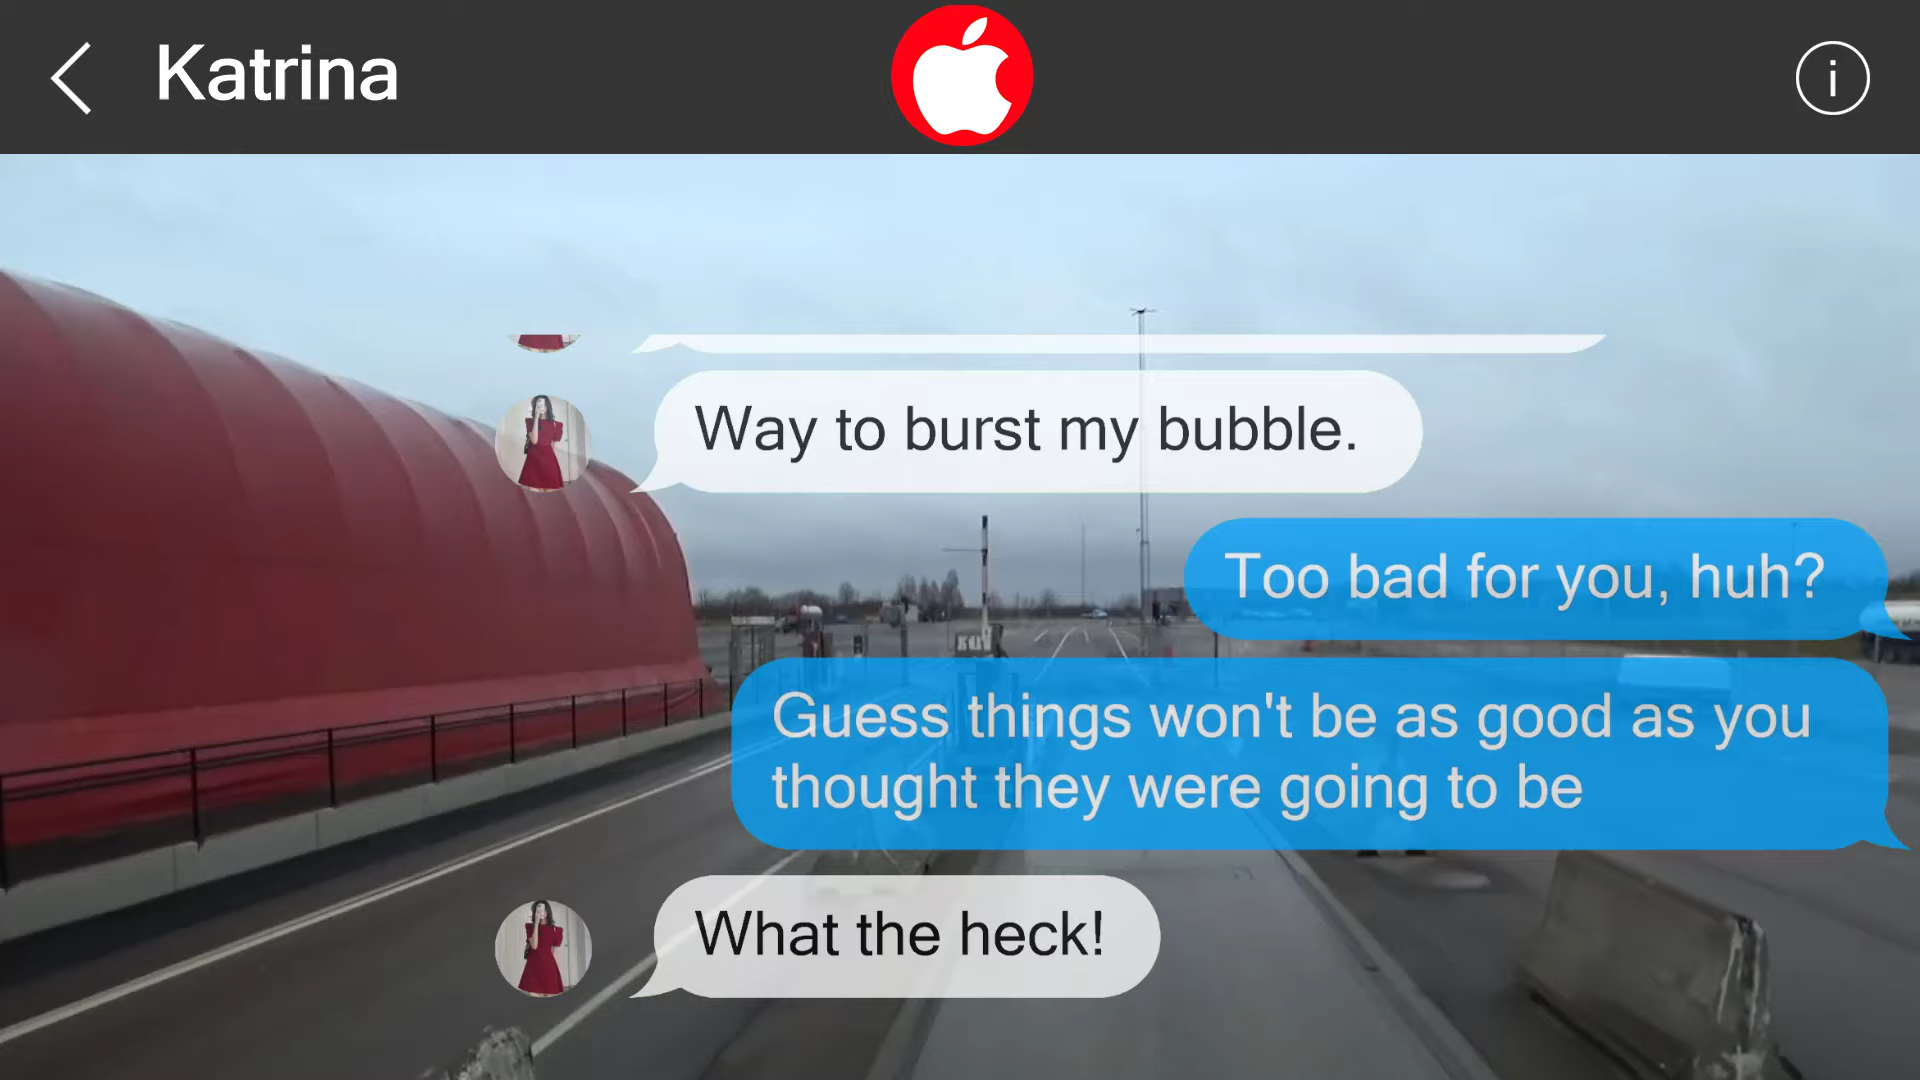 Katrina
Way to burst my bubble.
Too bad for you, huh?
Guess things won't be as good as you
thought they were going to be
What the heck!